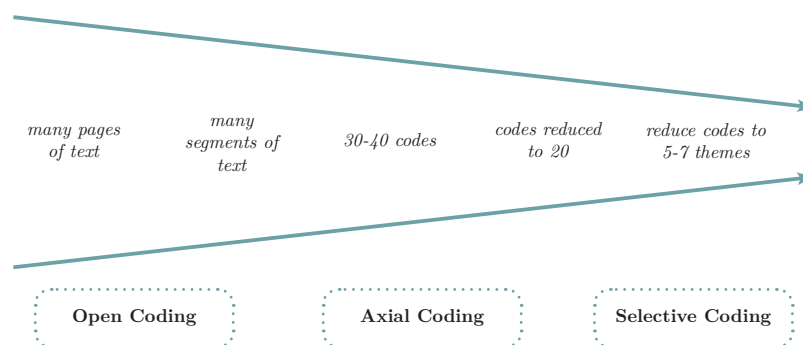 many pages
of text
many
segments of
text
30-40 codes
codes reduced
to 20
reduce codes to
5-7 themes
Open Coding
Axial Coding
Selective Coding